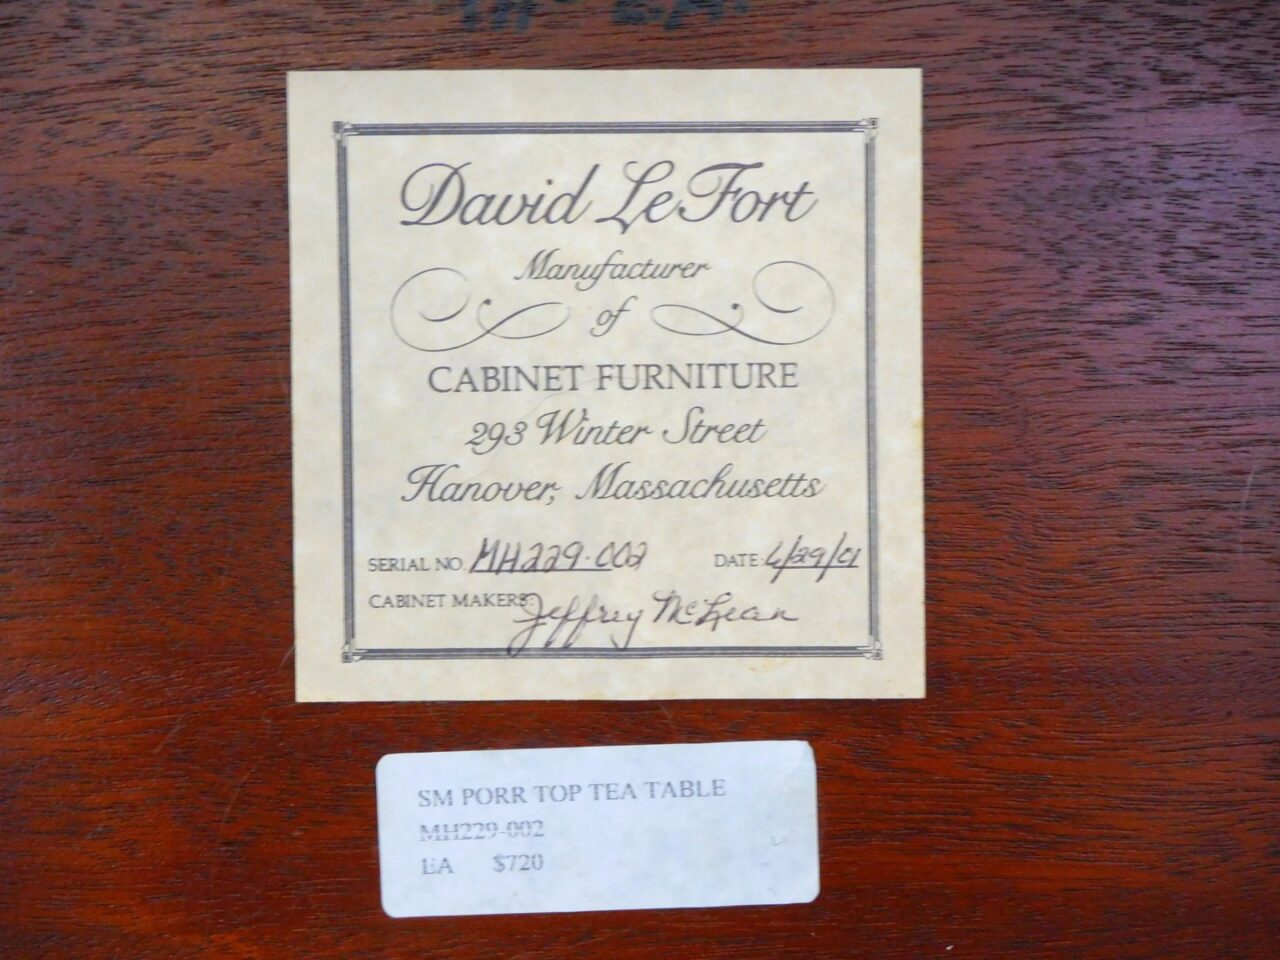 David LeFort
Manufacturer
of
CABINET FURNITURE
293 Winter Street
Hanover, Massachusetts
SERIAL NO. MH229-002 DATE: 6/29/01
CABINET MAKERS: Jeffrey McLean
SM PORR TOP TEA TABLE
MH229-002
EA $720